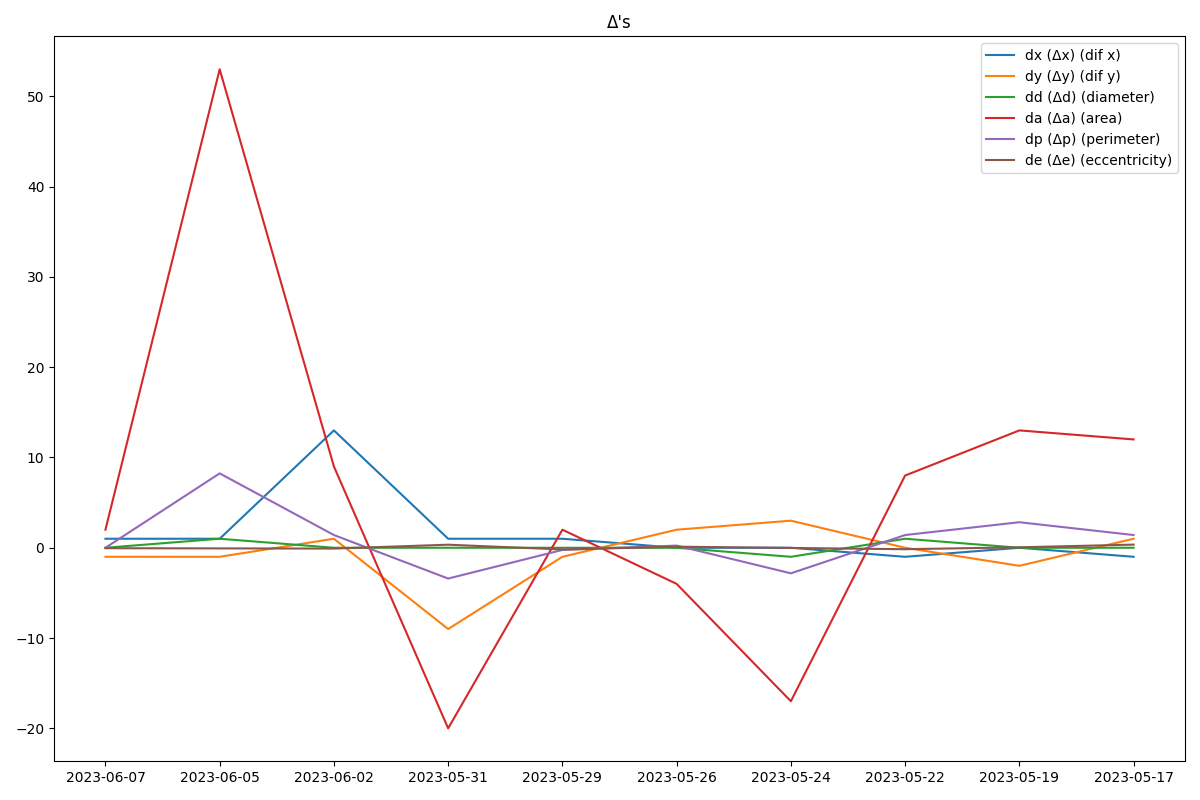 Δ's
dx (Δx) (dif x)
dy (Δy) (dif y)
dd (Δd) (diameter)
da (Δa) (area)
dp (Δp) (perimeter)
de (Δe) (eccentricity)
50
40
30
20
10
0
−10
−20
2023-06-07 2023-06-05 2023-06-02 2023-05-31 2023-05-29 2023-05-26 2023-05-24 2023-05-22 2023-05-19 2023-05-17